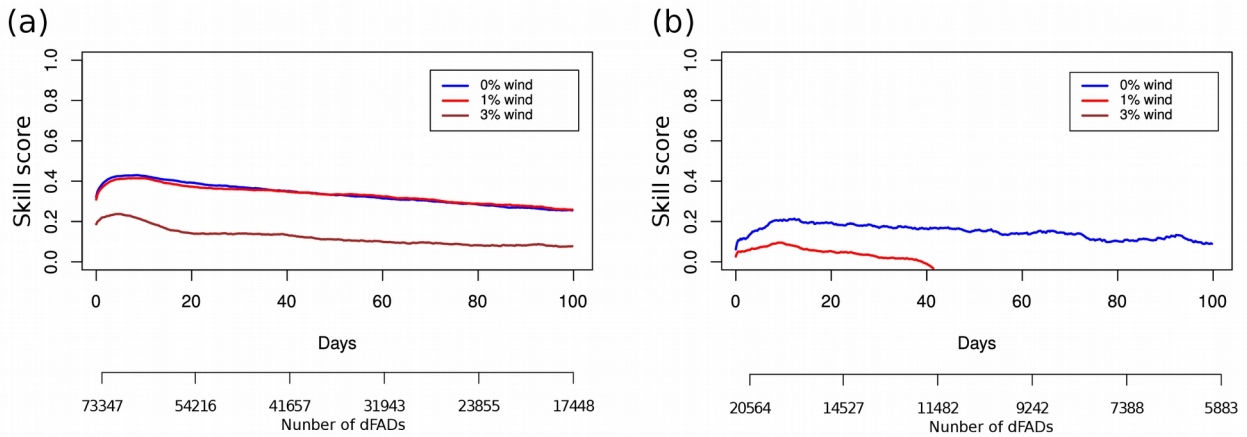 (a)
Skill score
1.0
0.8
0.6
0.4
0.2
0.0
0% wind
1% wind
3% wind
0 20 40 60 80 100
Days
73347 54216 41657 31943 23855 17448
Nunber of dFADs
(b)
Skill score
1.0
0.8
0.6
0.4
0.2
0.0
0% wind
1% wind
3% wind
0 20 40 60 80 100
Days
20564 14527 11482 9242 7388 5883
Nunber of dFADs